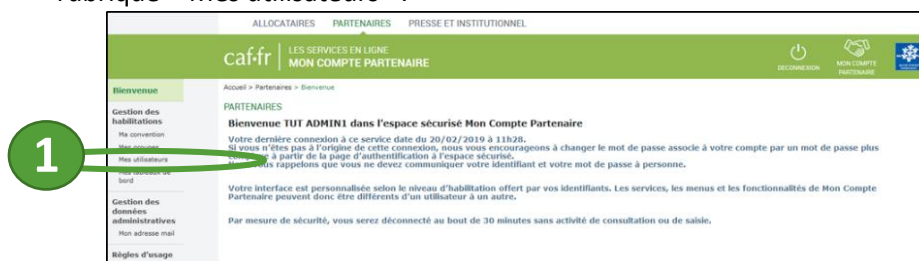 Rubrique « Mes utilisateurs » :
ALLOCATAIRES PARTENAIRES PRESSE ET INSTITUTIONNEL
caf.fr LES SERVICES EN LIGNE
MON COMPTE PARTENAIRE
DECONNEXION
MON COMPTE
PARTENAIRE
Bienvenue
Gestion des
habilitations
Ma convention
Mes groupes
Mes utilisateurs
Mes tableaux de
bord
Gestion des
données
administratives
Mon adresse mail
Règles d'usage
1
Accueil > Partenaires > Bienvenue
PARTENAIRES
Bienvenue TUT ADMIN1 dans l'espace sécurisé Mon Compte Partenaire
Votre dernière connexion à ce service date du 20/02/2019 à 11h28.
Si vous n'êtes pas à l'origine de cette connexion, nous vous encourageons à changer le mot de passe associé à votre compte par un mot de passe plus
à partir de la page d'authentification à l'espace sécurisé.
vous rappelons que vous ne devez communiquer votre identifiant et votre mot de passe à personne.
Votre interface est personnalisée selon le niveau d'habilitation offert par vos identifiants. Les services, les menus et les fonctionnalités de Mon Compte
Partenaire peuvent donc être différents d'un utilisateur à un autre.
Par mesure de sécurité, vous serez déconnecté au bout de 30 minutes sans activité de consultation ou de saisie.